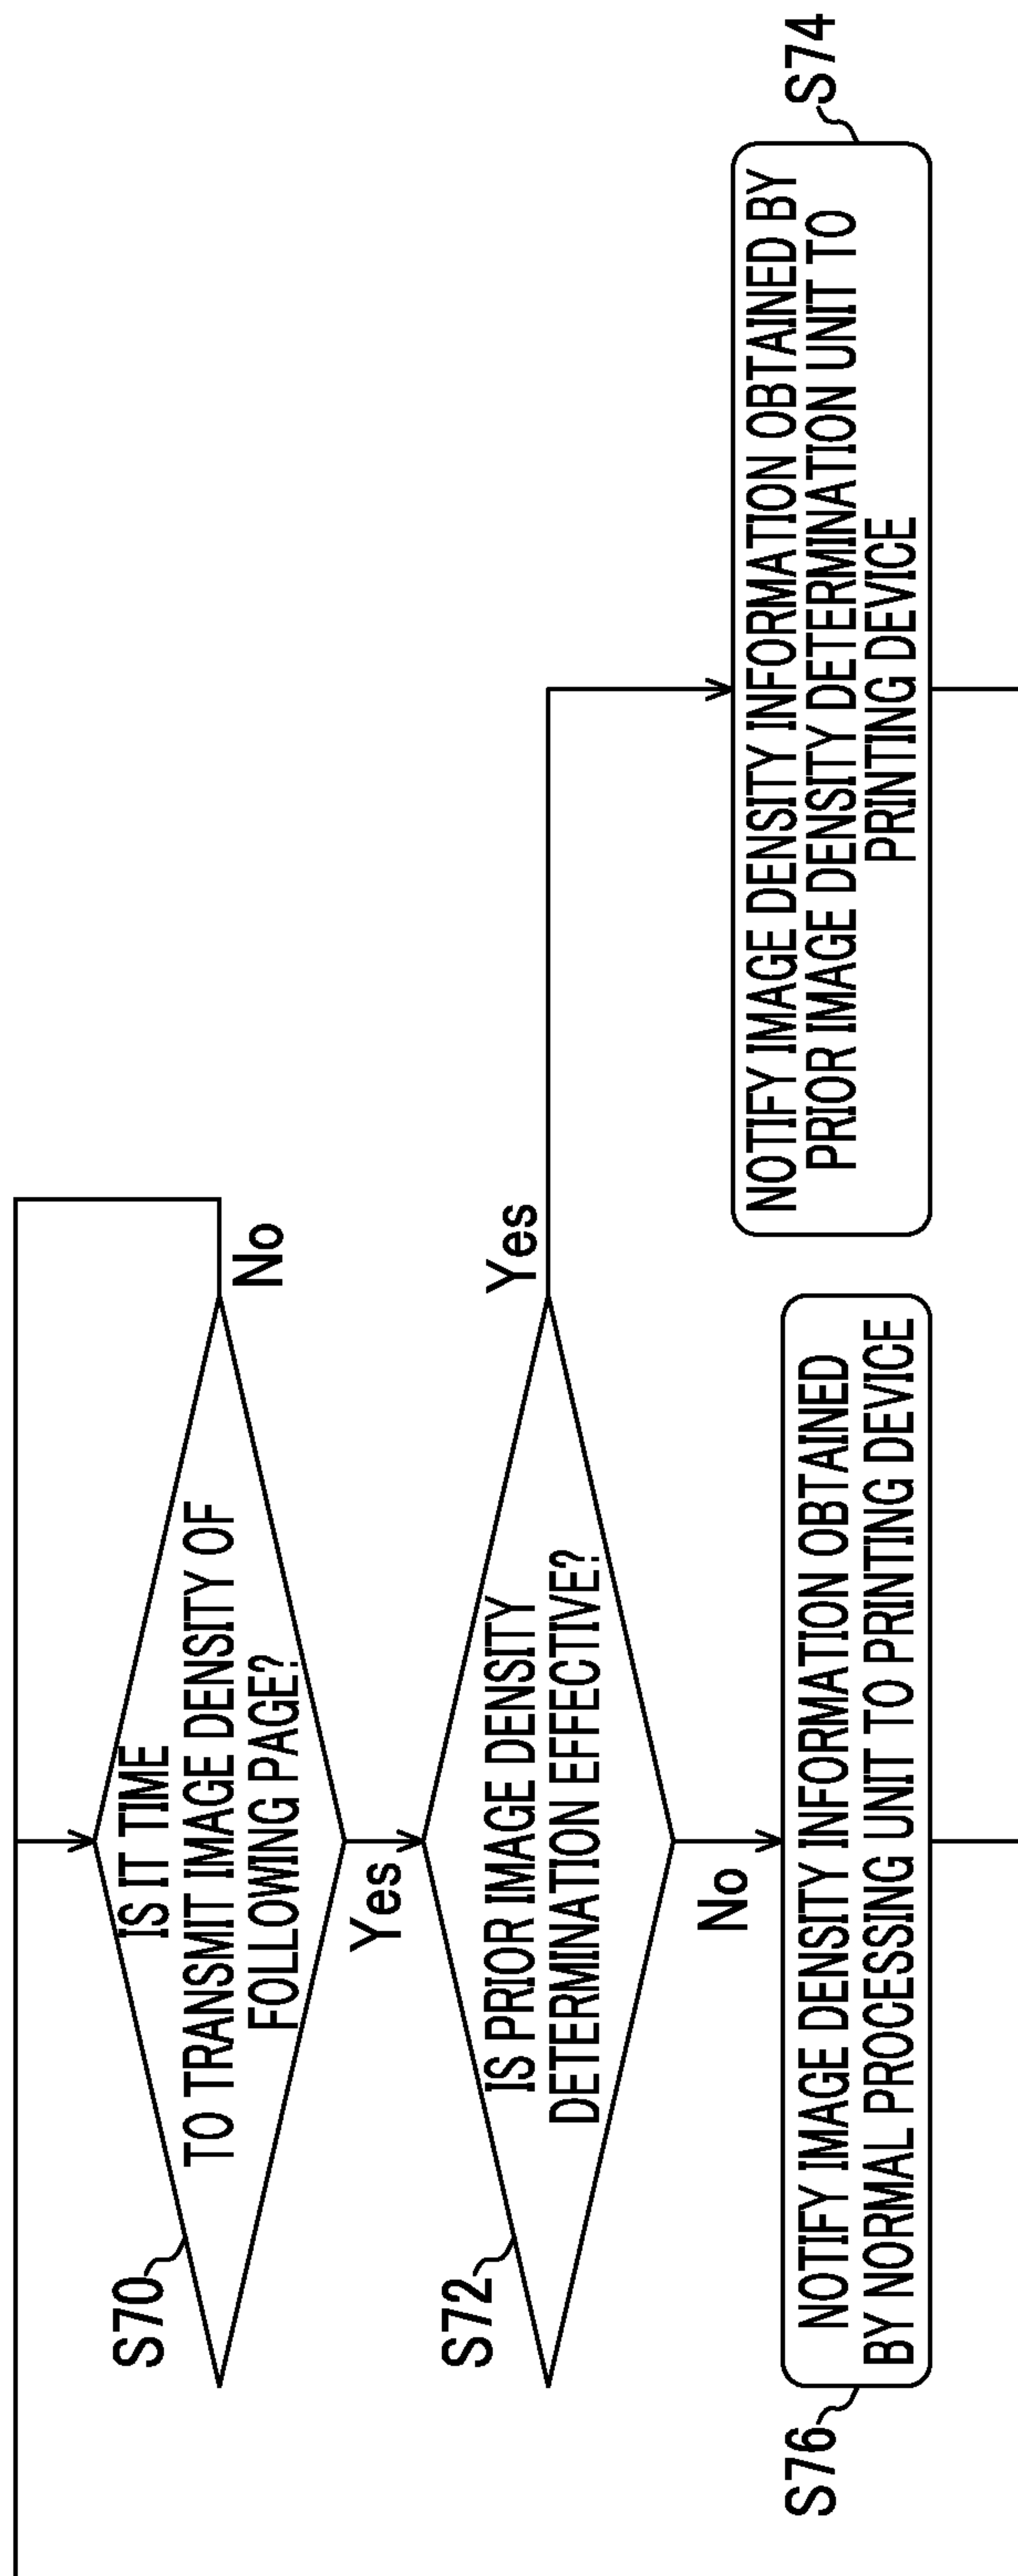 S70
IS IT TIME
TO TRANSMIT IMAGE DENSITY OF
FOLLOWING PAGE?
No
Yes
S72
IS PRIOR IMAGE DENSITY
DETERMINATION EFFECTIVE?
Yes
No
S76
NOTIFY IMAGE DENSITY INFORMATION OBTAINED
BY NORMAL PROCESSING UNIT TO PRINTING DEVICE
S74
NOTIFY IMAGE DENSITY INFORMATION OBTAINED BY
PRIOR IMAGE DENSITY DETERMINATION UNIT TO
PRINTING DEVICE